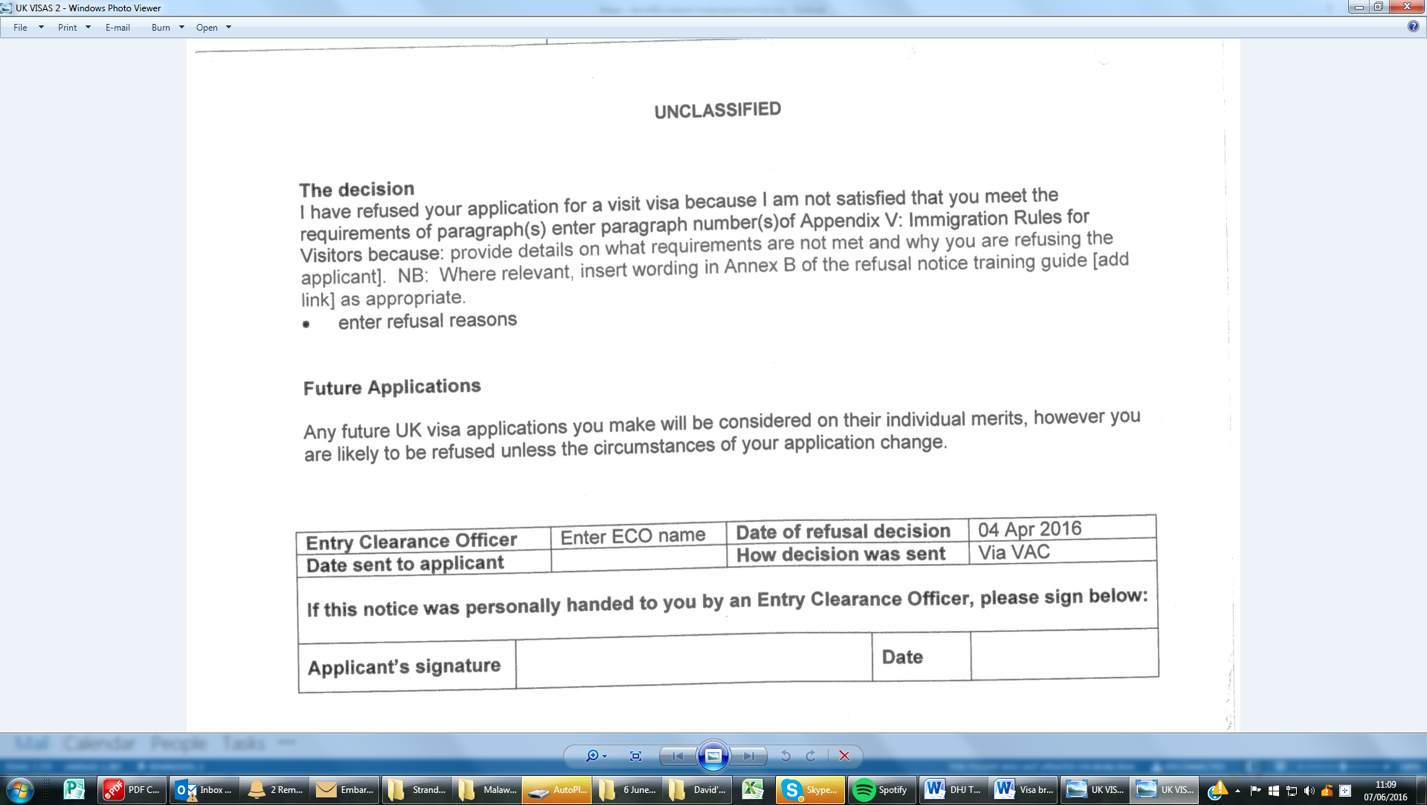 UK VISAS 2 - Windows Photo Viewer
File Print E-mail Burn Open
UNCLASSIFIED
The decision
I have refused your application for a visit visa because I am not satisfied that you meet the
requirements of paragraph(s) enter paragraph number(s)of Appendix V: Immigration Rules for
Visitors because: provide details on what requirements are not met and why you are refusing the
applicant]. NB: Where relevant, insert wording in Annex B of the refusal notice training guide [add
link] as appropriate.
• enter refusal reasons
Future Applications
Any future UK visa applications you make will be considered on their individual merits, however you
are likely to be refused unless the circumstances of your application change.
Entry Clearance Officer Enter ECO name Date of refusal decision 04 Apr 2016
Date sent to applicant How decision was sent Via VAC
If this notice was personally handed to you by an Entry Clearance Officer, please sign below:
Applicant's signature Date
Mail Calendar People Tasks ···
PDF C... Inbox ... 2 Rem... Embar... Strand... Malaw... AutoPl... 6 June... David'... Skype... Spotify DHJ T... Visa br... UK VIS... UK VIS... 11:09
07/06/2016